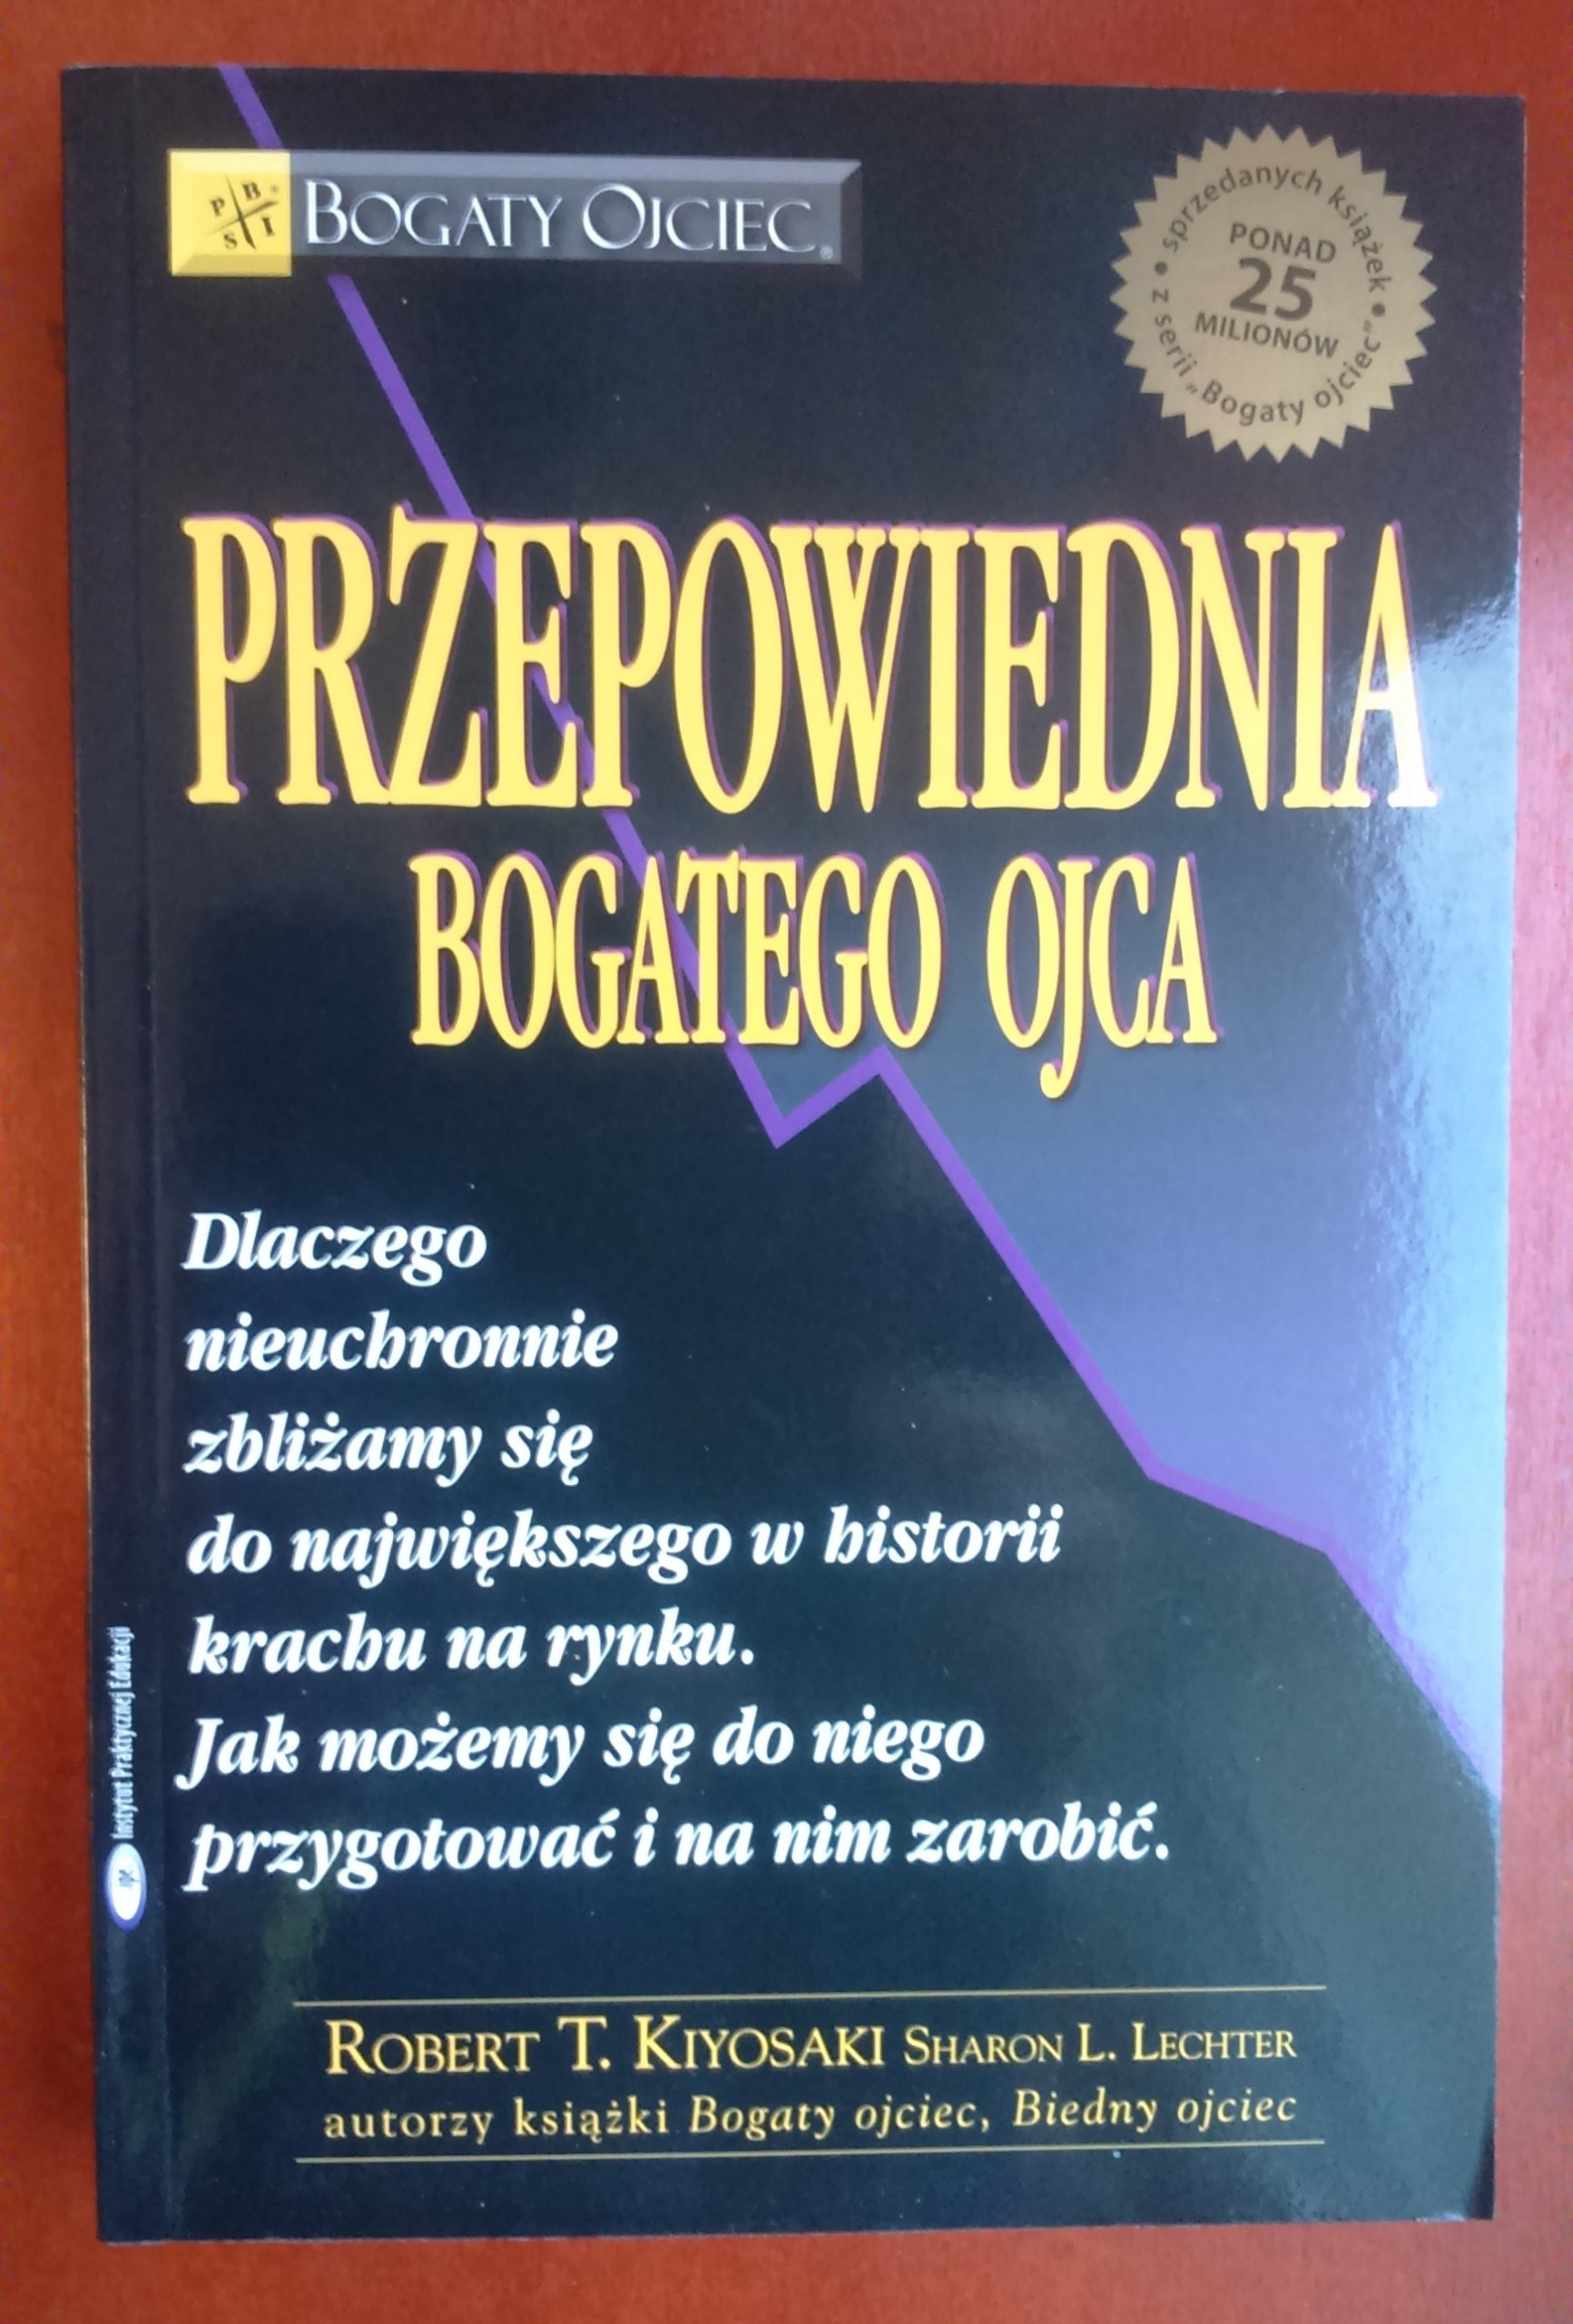 P B® S I
BOGATY OJCIEC®
• sprzedanych książek •
PONAD
25
MILIONÓW
z serii „Bogaty ojciec”
PRZEPOWIEDNIA
BOGATEGO OJCA
Dlaczego
nieuchronnie
zbliżamy się
do największego w historii
krachu na rynku.
Jak możemy się do niego
przygotować i na nim zarobić.
Instytut Praktycznej Edukacji
ROBERT T. KIYOSAKI SHARON L. LECHTER
autorzy książki Bogaty ojciec, Biedny ojciec